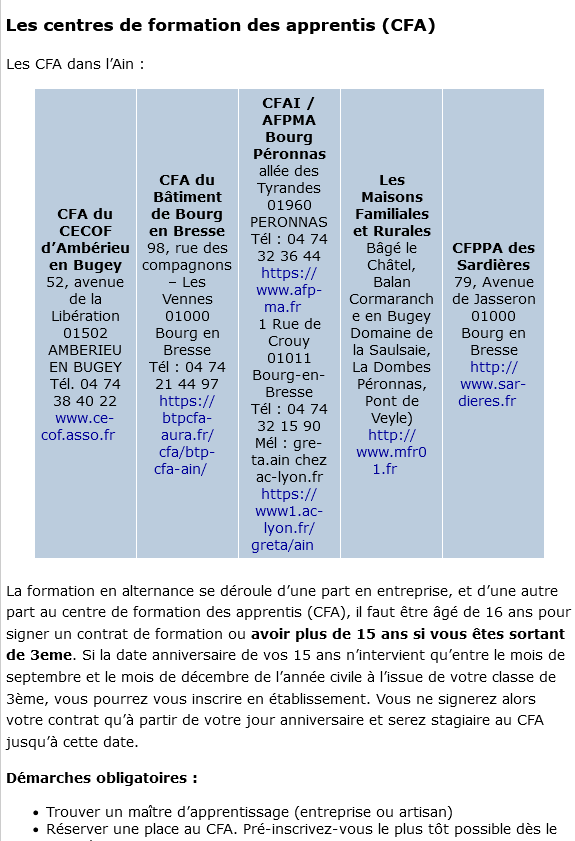 Les centres de formation des apprentis (CFA)
Les CFA dans l’Ain :
CFA du
CECOF
d’Ambérieu
en Bugey
52, avenue
de la
Libération
01502
AMBERIEU
EN BUGEY
Tél. 04 74
38 40 22
www.ce-
cof.asso.fr
CFA du
Bâtiment
de Bourg
en Bresse
98, rue des
compagnons
– Les
Vennes
01000
Bourg en
Bresse
Tél : 04 74
21 44 97
https://
btpcfa-
aura.fr/
cfa/btp-
cfa-ain/
CFAI /
AFPMA
Bourg
Péronnas
allée des
Tyrandes
01960
PERONNAS
Tél : 04 74
32 36 44
https://
www.afp-
ma.fr
1 Rue de
Crouy
01011
Bourg-en-
Bresse
Tél : 04 74
32 15 90
Mél : gre-
ta.ain chez
ac-lyon.fr
https://
www1.ac-
lyon.fr/
greta/ain
Les
Maisons
Familiales
et Rurales
Bâgé le
Châtel,
Balan
Cormaranch
e en Bugey
Domaine de
la Saulsaie,
La Dombes
Péronnas,
Pont de
Veyle)
http://
www.mfr0
1.fr
CFPPA des
Sardières
79, Avenue
de Jasseron
01000
Bourg en
Bresse
http://
www.sar-
dieres.fr
La formation en alternance se déroule d’une part en entreprise, et d’une autre
part au centre de formation des apprentis (CFA), il faut être âgé de 16 ans pour
signer un contrat de formation ou avoir plus de 15 ans si vous êtes sortant
de 3eme. Si la date anniversaire de vos 15 ans n’intervient qu’entre le mois de
septembre et le mois de décembre de l’année civile à l’issue de votre classe de
3ème, vous pourrez vous inscrire en établissement. Vous ne signerez alors
votre contrat qu’à partir de votre jour anniversaire et serez stagiaire au CFA
jusqu’à cette date.
Démarches obligatoires :
• Trouver un maître d’apprentissage (entreprise ou artisan)
• Réserver une place au CFA. Pré-inscrivez-vous le plus tôt possible dès le